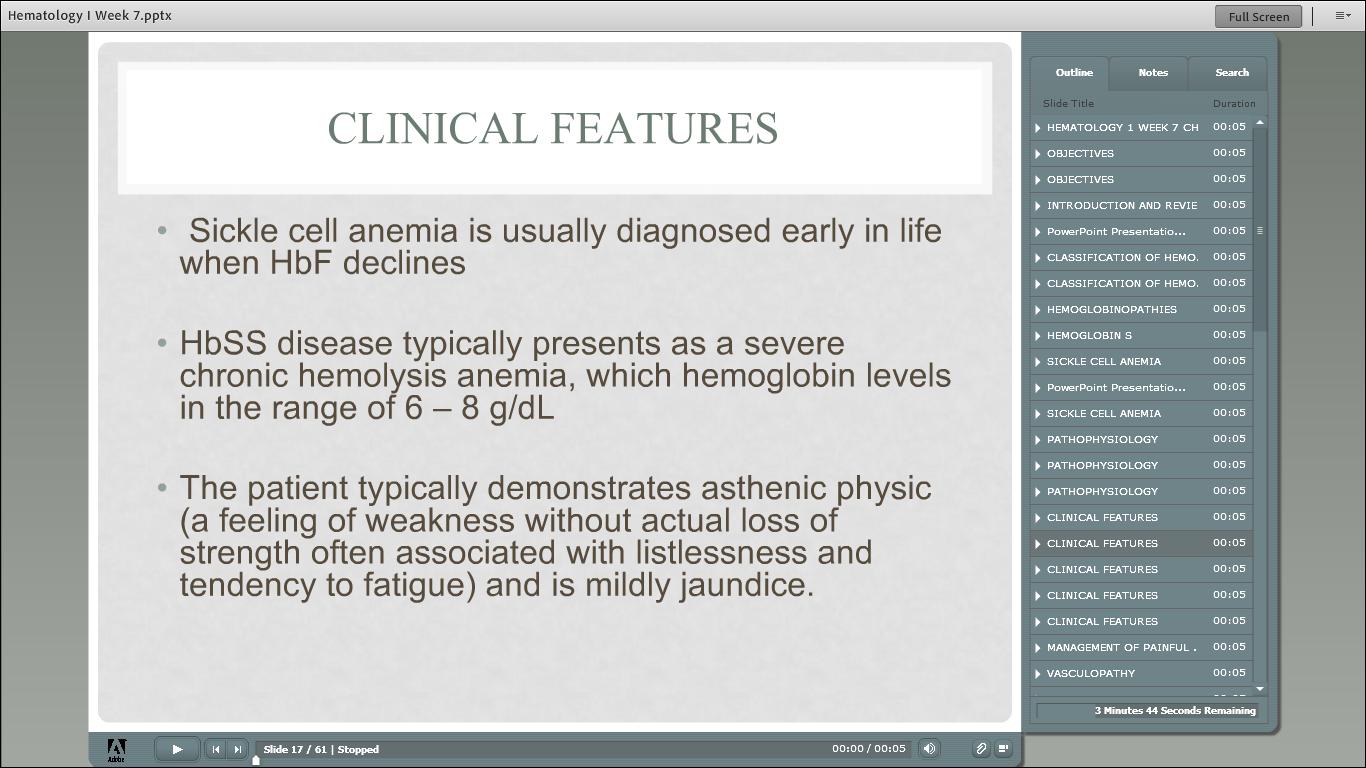 Hematology I Week 7.pptx
Full Screen
CLINICAL FEATURES
• Sickle cell anemia is usually diagnosed early in life
when HbF declines
• HbSS disease typically presents as a severe
chronic hemolysis anemia, which hemoglobin levels
in the range of 6 – 8 g/dL
• The patient typically demonstrates asthenic physic
(a feeling of weakness without actual loss of
strength often associated with listlessness and
tendency to fatigue) and is mildly jaundice.
Outline Notes Search
Slide Title Duration
HEMATOLOGY 1 WEEK 7 CH 00:05
OBJECTIVES 00:05
OBJECTIVES 00:05
INTRODUCTION AND REVIE 00:05
PowerPoint Presentatio... 00:05
CLASSIFICATION OF HEMO. 00:05
CLASSIFICATION OF HEMO. 00:05
HEMOGLOBINOPATHIES 00:05
HEMOGLOBIN S 00:05
SICKLE CELL ANEMIA 00:05
PowerPoint Presentatio... 00:05
SICKLE CELL ANEMIA 00:05
PATHOPHYSIOLOGY 00:05
PATHOPHYSIOLOGY 00:05
PATHOPHYSIOLOGY 00:05
CLINICAL FEATURES 00:05
CLINICAL FEATURES 00:05
CLINICAL FEATURES 00:05
CLINICAL FEATURES 00:05
CLINICAL FEATURES 00:05
MANAGEMENT OF PAINFUL . 00:05
VASCULOPATHY 00:05
3 Minutes 44 Seconds Remaining
Adobe
Slide 17 / 61 | Stopped
00:00 / 00:05